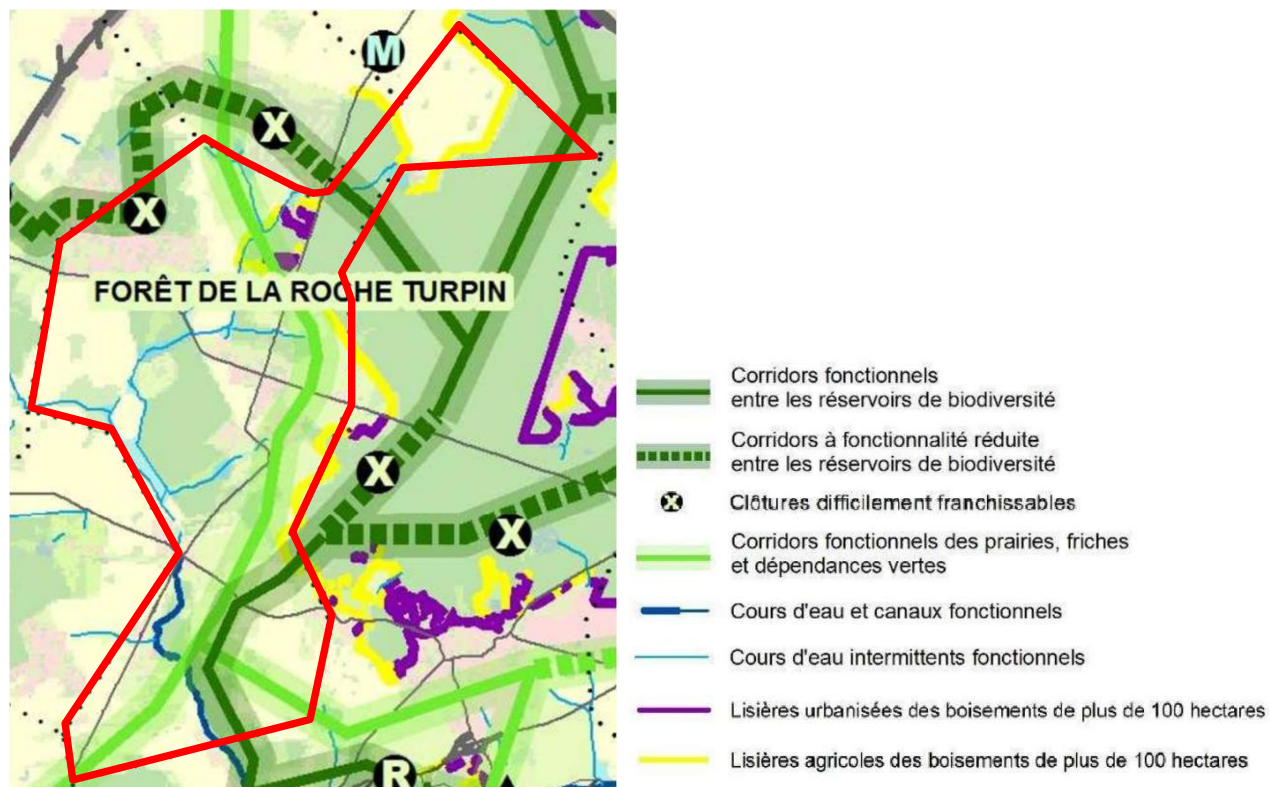 M
X
X
FORÊT DE LA ROCHE TURPIN
X
X
R
Corridors fonctionnels
entre les réservoirs de biodiversité
Corridors à fonctionnalité réduite
entre les réservoirs de biodiversité
X Clôtures difficilement franchissables
Corridors fonctionnels des prairies, friches
et dépendances vertes
Cours d'eau et canaux fonctionnels
Cours d'eau intermittents fonctionnels
Lisières urbanisées des boisements de plus de 100 hectares
Lisières agricoles des boisements de plus de 100 hectares